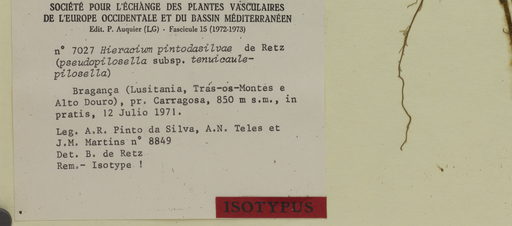 SOCIÉTÉ POUR L'ÉCHANGE DES PLANTES VASCULAIRES
DE L'EUROPE OCCIDENTALE ET DU BASSIN MÉDITERRANÉEN
Edit. P. Auquier (LG) - Fascicule 15 (1972-1973)
n° 7027 Hieracium pintodasilvae de Retz
(pseudopilosella subsp. tenuicaule-
pilosella)
Bragança (Lusitania, Trás-os-Montes e
Alto Douro), pr. Carragosa, 850 m s.m., in
pratis, 12 Julio 1971.
Leg. A.R. Pinto da Silva, A.N. Teles et
J.M. Martins n° 8849
Det. B. de Retz
Rem.- Isotype !
ISOTYPUS